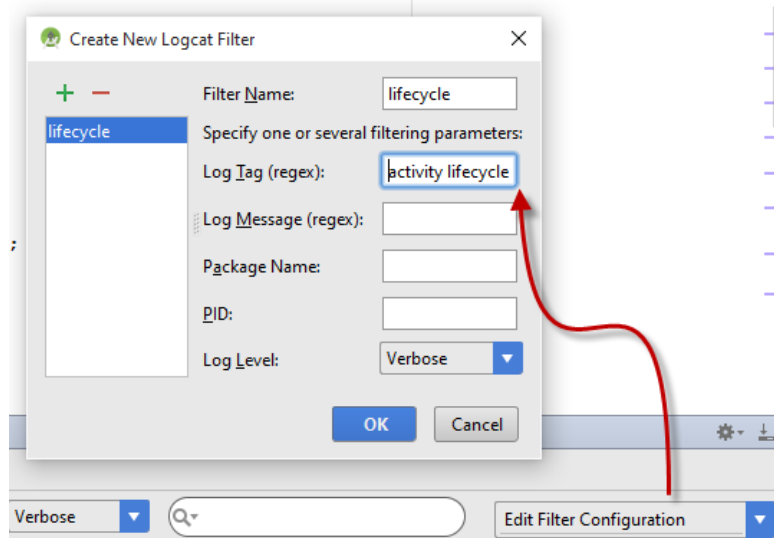 Create New Logcat Filter
Filter Name: lifecycle
lifecycle
Specify one or several filtering parameters:
Log Tag (regex): activity lifecycle
Log Message (regex):
Package Name:
;
PID:
Log Level: Verbose
OK Cancel
Verbose Edit Filter Configuration